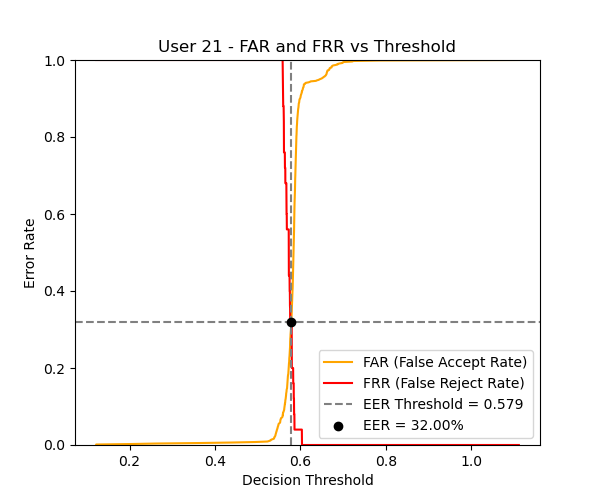 User 21 - FAR and FRR vs Threshold
1.0
0.8
0.6
0.4
0.2
0.0
Error Rate
FAR (False Accept Rate)
FRR (False Reject Rate)
EER Threshold = 0.579
EER = 32.00%
0.2 0.4 0.6 0.8 1.0
Decision Threshold